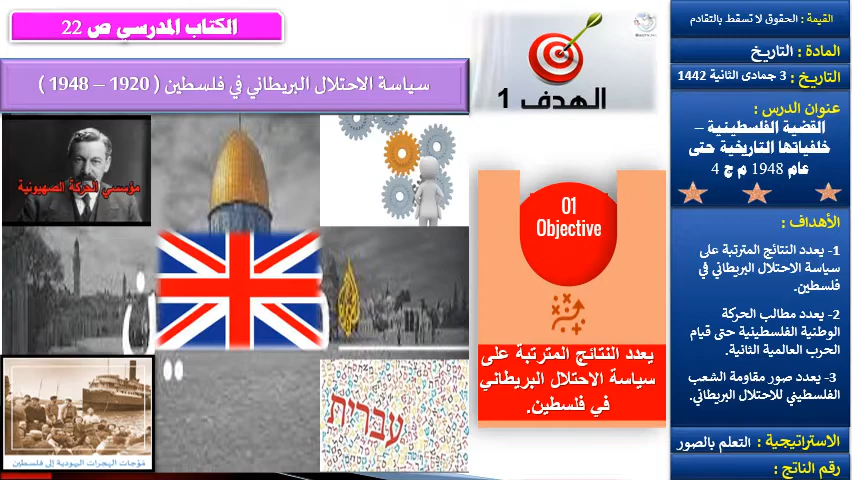 القيمة : الحقوق لا تسقط بالتقادم
المادة : التاريخ
التاريخ : 3 جمادى الثانية 1442
عنوان الدرس :
القضية الفلسطينية –
خلفياتها التاريخية حتى
عام 1948 م ج 4
الأهداف :
1- يعدد النتائج المترتبة على
سياسة الاحتلال البريطاني في
فلسطين.
2- يعدد مطالب الحركة
الوطنية الفلسطينية حتى قيام
الحرب العالمية الثانية.
3- يعدد صور مقاومة الشعب
الفلسطيني للاحتلال البريطاني.
الاستراتيجية : التعلم بالصور
رقم الناتج :
الهدف 1
01
Objective
يعدد النتائج المترتبة على
سياسة الاحتلال البريطاني
في فلسطين.
الكتاب المدرسي ص 22
سياسة الاحتلال البريطاني في فلسطين ( 1920 – 1948 )
مؤسسي الحركة الصهيونية
עברית
موجات الهجرات اليهودية إلى فلسطين